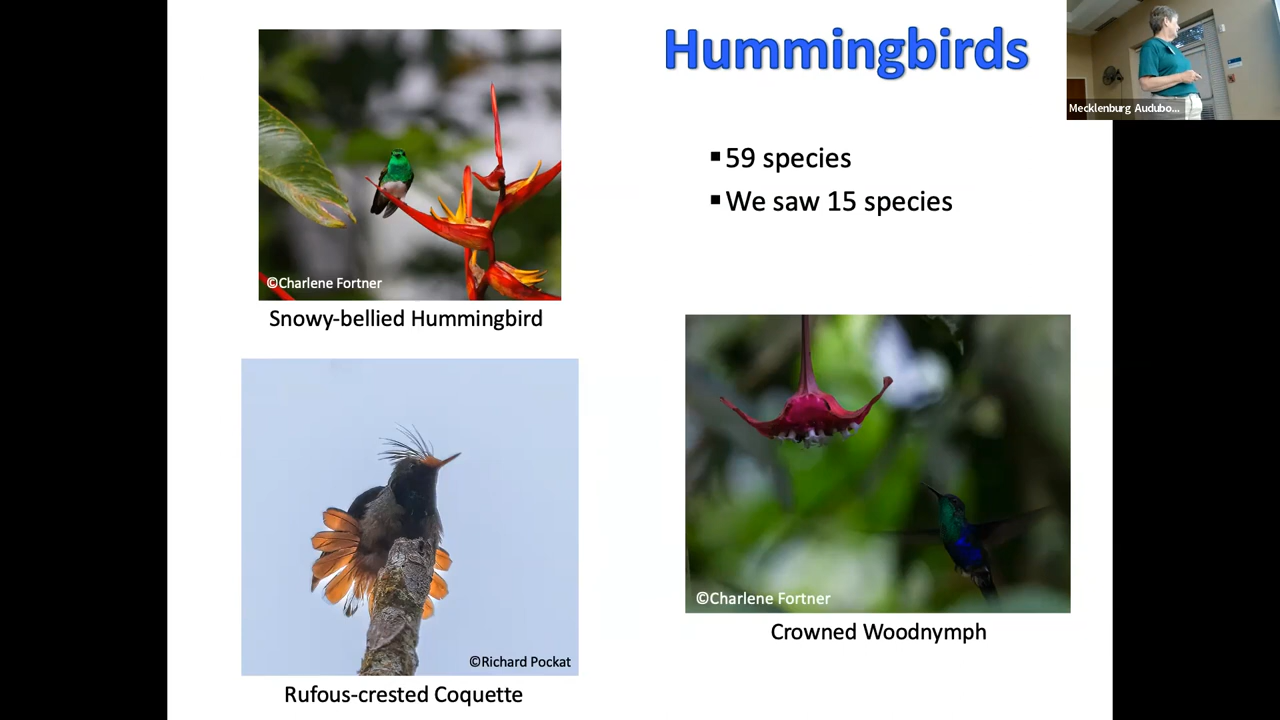 Hummingbirds
Mecklenburg Audubo...
▪59 species
▪We saw 15 species
©Charlene Fortner
Snowy-bellied Hummingbird
©Charlene Fortner
Crowned Woodnymph
©Richard Pockat
Rufous-crested Coquette